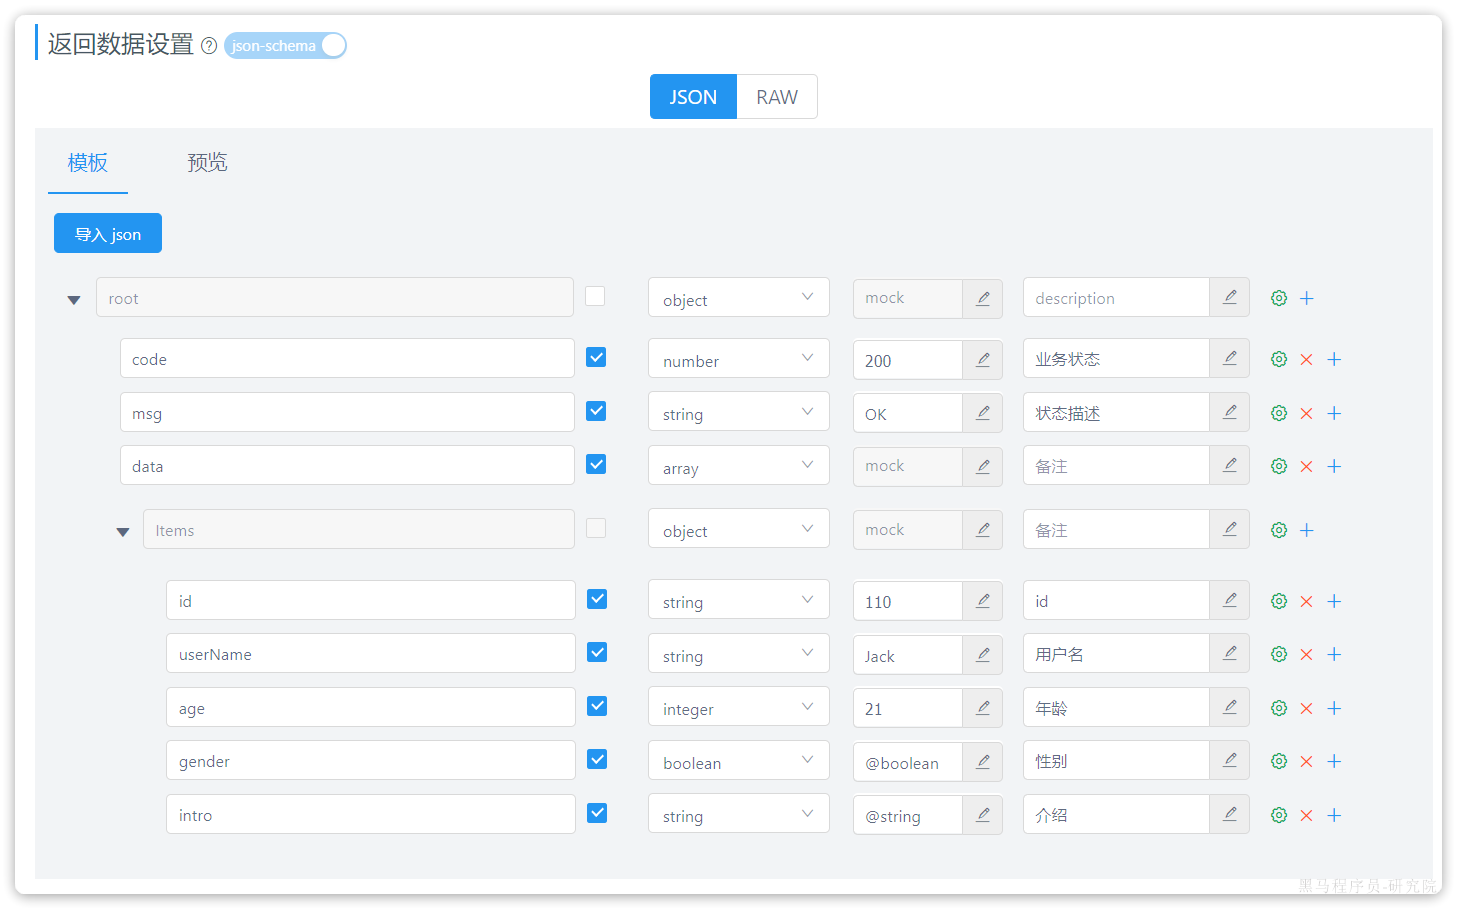 返回数据设置 json-schema
JSON RAW
模板 预览
导入 json
root object mock description
code number 200 业务状态
msg string OK 状态描述
data array mock 备注
Items object mock 备注
id string 110 id
userName string Jack 用户名
age integer 21 年龄
gender boolean @boolean 性别
intro string @string 介绍
黑马程序员-研究院